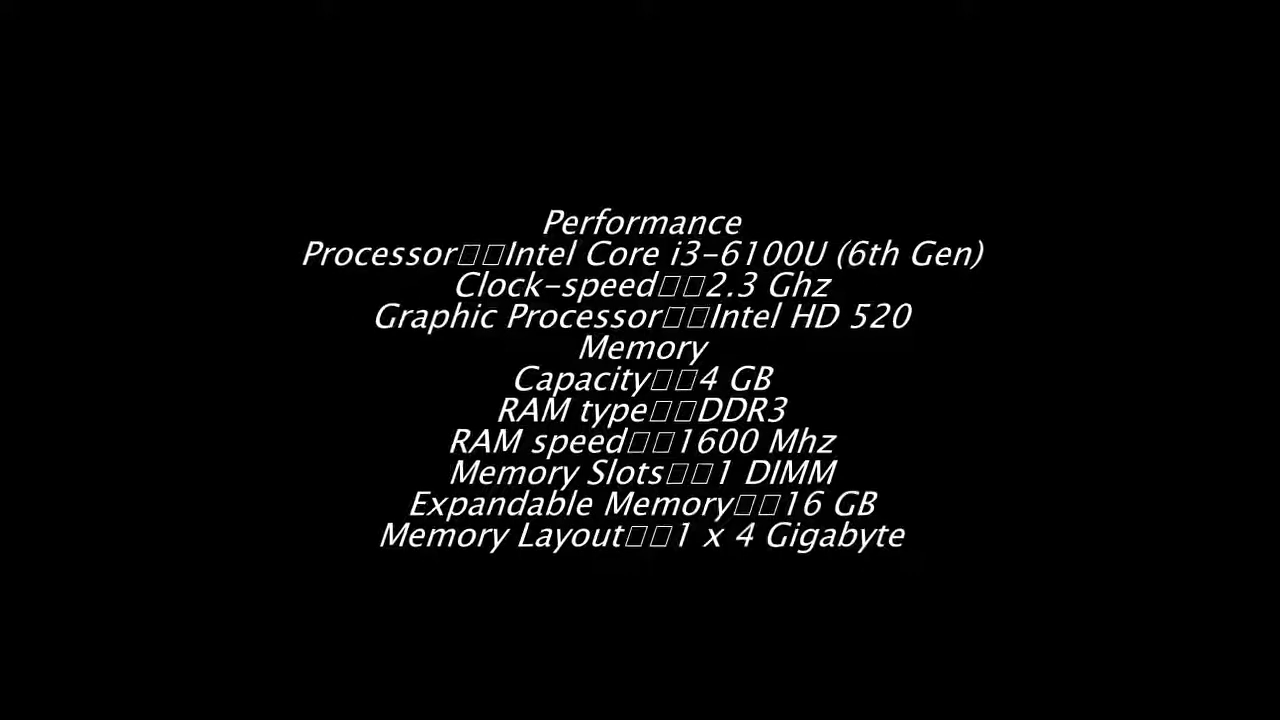 Performance
Processor□□Intel Core i3-6100U (6th Gen)
Clock-speed□□2.3 Ghz
Graphic Processor□□Intel HD 520
Memory
Capacity□□4 GB
RAM type□□DDR3
RAM speed□□1600 Mhz
Memory Slots□□1 DIMM
Expandable Memory□□16 GB
Memory Layout□□1 x 4 Gigabyte